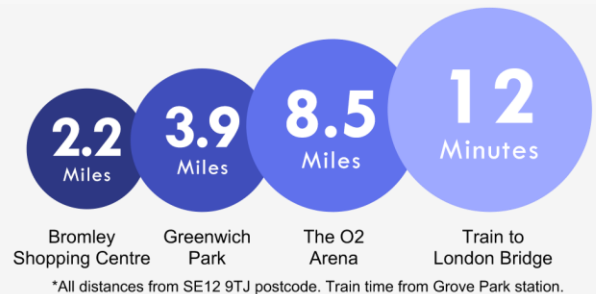 2.2
Miles
3.9
Miles
8.5
Miles
12
Minutes
Bromley
Shopping Centre
Greenwich
Park
The O2
Arena
Train to
London Bridge
*All distances from SE12 9TJ postcode. Train time from Grove Park station.